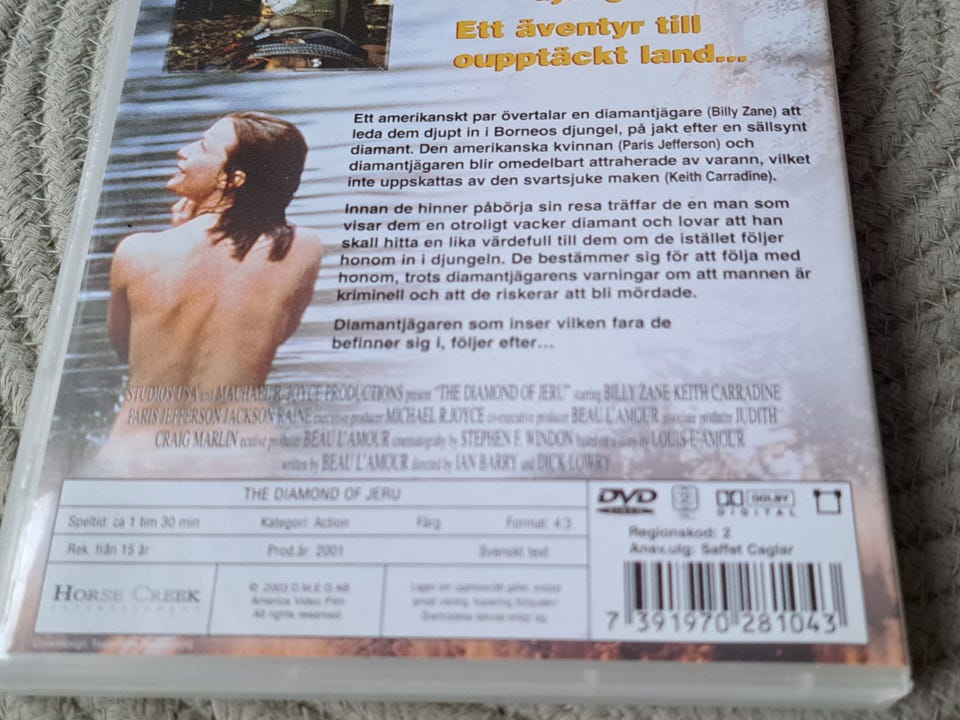 Ett äventyr till
oupptäckt land...
Ett amerikanskt par övertalar en diamantjägare (Billy Zane) att
leda dem djupt in i Borneos djungel, på jakt efter en sällsynt
diamant. Den amerikanska kvinnan (Paris Jefferson) och
diamantjägaren blir omedelbart attraherade av varann, vilket
inte uppskattas av den svartsjuke maken (Keith Carradine).
Innan de hinner påbörja sin resa träffar de en man som
visar dem en otroligt vacker diamant och lovar att han
skall hitta en lika värdefull till dem om de istället följer
honom in i djungeln. De bestämmer sig för att följa med
honom, trots diamantjägarens varningar om att mannen är
kriminell och att de riskerar att bli mördade.
Diamantjägaren som inser vilken fara de
befinner sig i, följer efter...
STUDIOS USA and MACHAEL R. JOYCE PRODUCTIONS present "THE DIAMOND OF JERU" starring BILLY ZANE KEITH CARRADINE
PARIS JEFFERSON JACKSON RAINE executive producer MICHAEL R.JOYCE co-executive producer BEAU L'AMOUR associate producer JUDITH
CRAIG MARLIN producer BEAU L'AMOUR cinematography by STEPHEN F. WINDON based on a story by LOUIS L'AMOUR
written by BEAU L'AMOUR directed by IAN BARRY and DICK LOWRY
THE DIAMOND OF JERU
Speltid: ca 1 tim 30 min Kategori: Action Färg Format: 4:3
Rek. från 15 år Prod.år: 2001 Svenskt text
HORSE CREEK
ENTERTAINMENT
© 2003 D.M.E.G AB
America Video Film
All rights reserved
DVD
VIDEO
DOLBY
DIGITAL
Regionskod: 2
Ansv.utg: Saffet Caglar
7 391970 281043